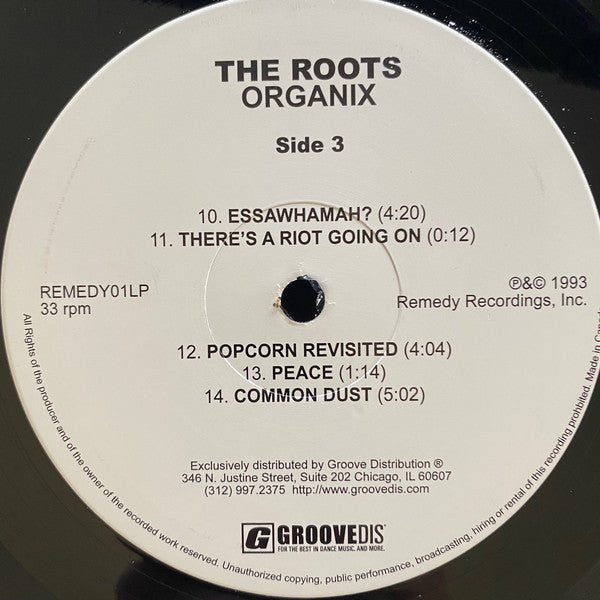 THE ROOTS
ORGANIX
Side 3
10. ESSAWHAMAH? (4:20)
11. THERE'S A RIOT GOING ON (0:12)
REMEDY01LP
33 rpm
℗&© 1993
Remedy Recordings, Inc.
12. POPCORN REVISITED (4:04)
13. PEACE (1:14)
14. COMMON DUST (5:02)
Exclusively distributed by Groove Distribution ®
346 N. Justine Street, Suite 202 Chicago, IL 60607
(312) 997.2375 http://www.groovedis.com
G GROOVEDIS
FOR THE BEST IN DANCE MUSIC. AND MORE.
All Rights of the producer and of the owner of the recorded work reserved. Unauthorized copying, public performance, broadcasting, hiring or rental of this recording prohibited. Made in